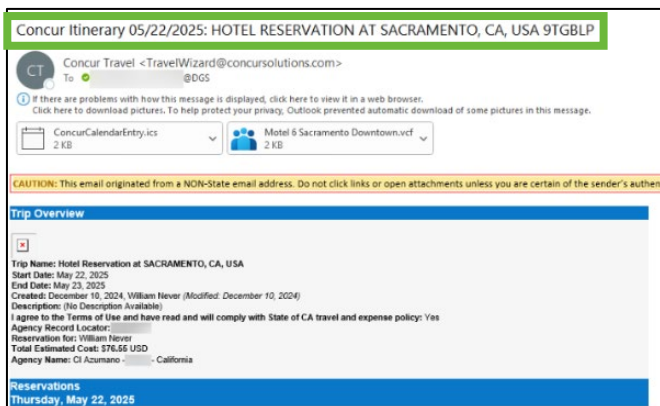 Concur Itinerary 05/22/2025: HOTEL RESERVATION AT SACRAMENTO, CA, USA 9TGBLP
CT
Concur Travel <TravelWizard@concursolutions.com>
To @DGS
If there are problems with how this message is displayed, click here to view it in a web browser.
Click here to download pictures. To help protect your privacy, Outlook prevented automatic download of some pictures in this message.
ConcurCalendarEntry.ics
2 KB
Motel 6 Sacramento Downtown.vcf
2 KB
CAUTION: This email originated from a NON-State email address. Do not click links or open attachments unless you are certain of the sender's authen
Trip Overview
Trip Name: Hotel Reservation at SACRAMENTO, CA, USA
Start Date: May 22, 2025
End Date: May 23, 2025
Created: December 10, 2024, William Never (Modified: December 10, 2024)
Description: (No Description Available)
I agree to the Terms of Use and have read and will comply with State of CA travel and expense policy: Yes
Agency Record Locator:
Reservation for: William Never
Total Estimated Cost: $76.55 USD
Agency Name: CI Azumano - - California
Reservations
Thursday, May 22, 2025